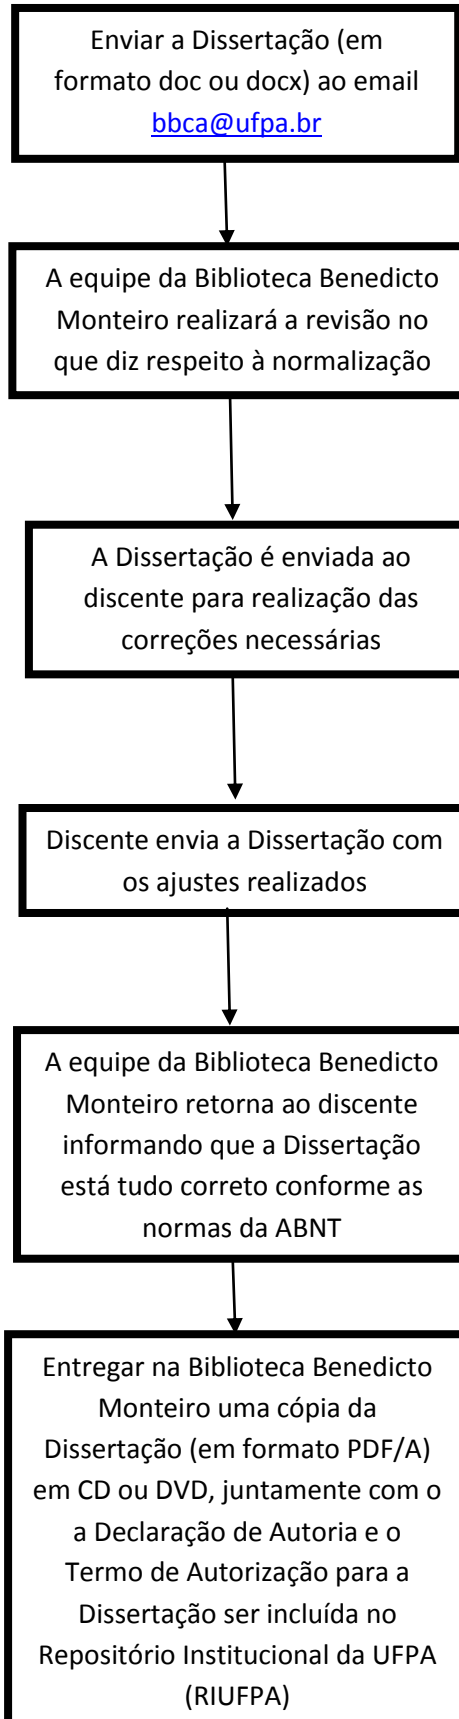 Enviar a Dissertação (em
formato doc ou docx) ao email
bbca@ufpa.br
A equipe da Biblioteca Benedicto
Monteiro realizará a revisão no
que diz respeito à normalização
A Dissertação é enviada ao
discente para realização das
correções necessárias
Discente envia a Dissertação com
os ajustes realizados
A equipe da Biblioteca Benedicto
Monteiro retorna ao discente
informando que a Dissertação
está tudo correto conforme as
normas da ABNT
Entregar na Biblioteca Benedicto
Monteiro uma cópia da
Dissertação (em formato PDF/A)
em CD ou DVD, juntamente com o
a Declaração de Autoria e o
Termo de Autorização para a
Dissertação ser incluída no
Repositório Institucional da UFPA
(RIUFPA)